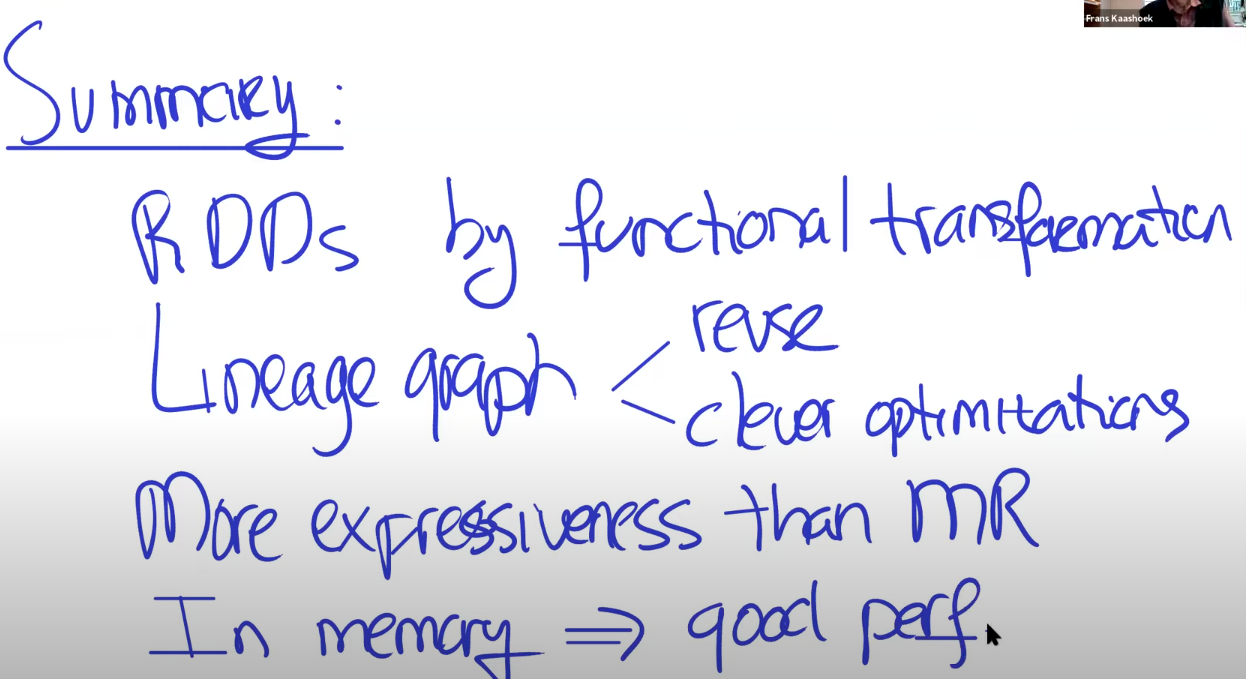 Frans Kaashoek
Summary:
RDDs by functional transformation
Lineage graph < reuse
clever optimizations
More expressiveness than MR
In memory => good perf